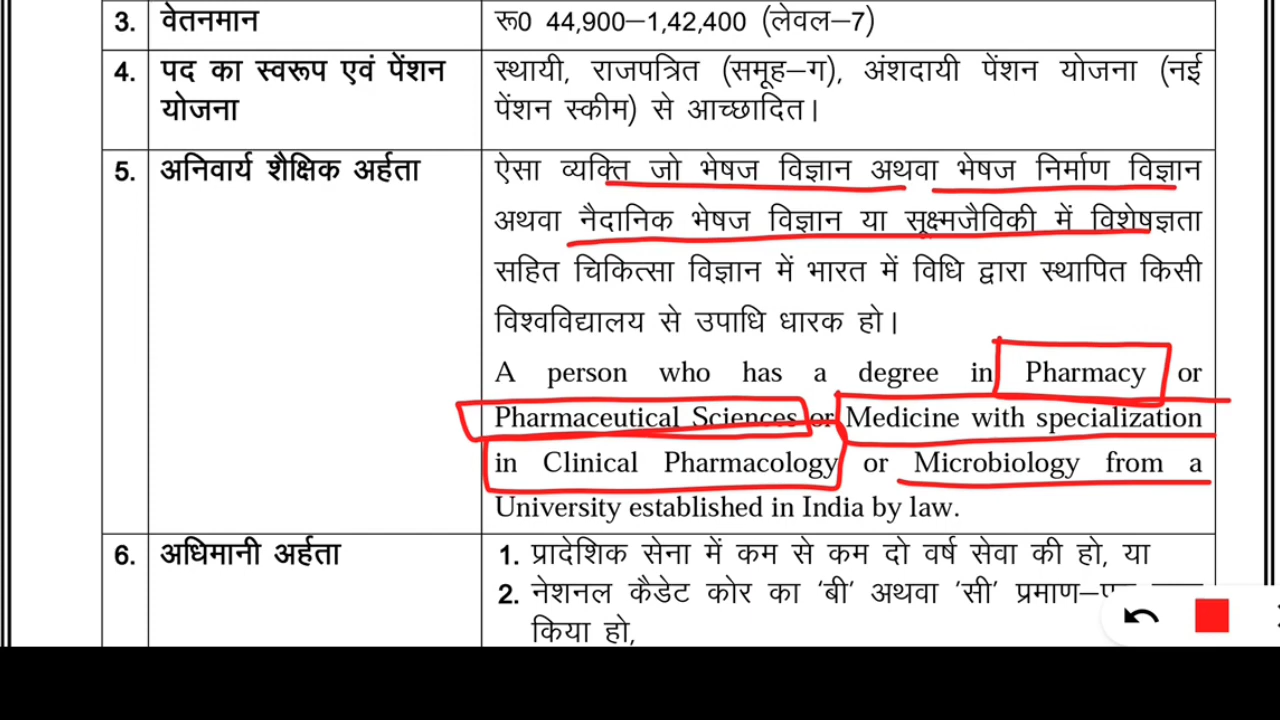 3. वेतनमान रू0 44,900–1,42,400 (लेवल–7)
4. पद का स्वरूप एवं पेंशन योजना स्थायी, राजपत्रित (समूह–ग), अंशदायी पेंशन योजना (नई
पेंशन स्कीम) से आच्छादित।
5. अनिवार्य शैक्षिक अर्हता ऐसा व्यक्ति जो भेषज विज्ञान अथवा भेषज निर्माण विज्ञान
अथवा नैदानिक भेषज विज्ञान या सूक्ष्मजैविकी में विशेषज्ञता
सहित चिकित्सा विज्ञान में भारत में विधि द्वारा स्थापित किसी
विश्वविद्यालय से उपाधि धारक हो।
A person who has a degree in Pharmacy or
Pharmaceutical Sciences or Medicine with specialization
in Clinical Pharmacology or Microbiology from a
University established in India by law.
6. अधिमानी अर्हता 1. प्रादेशिक सेना में कम से कम दो वर्ष सेवा की हो, या
2. नेशनल कैडेट कोर का ‘बी’ अथवा ‘सी’ प्रमाण–
किया हो,